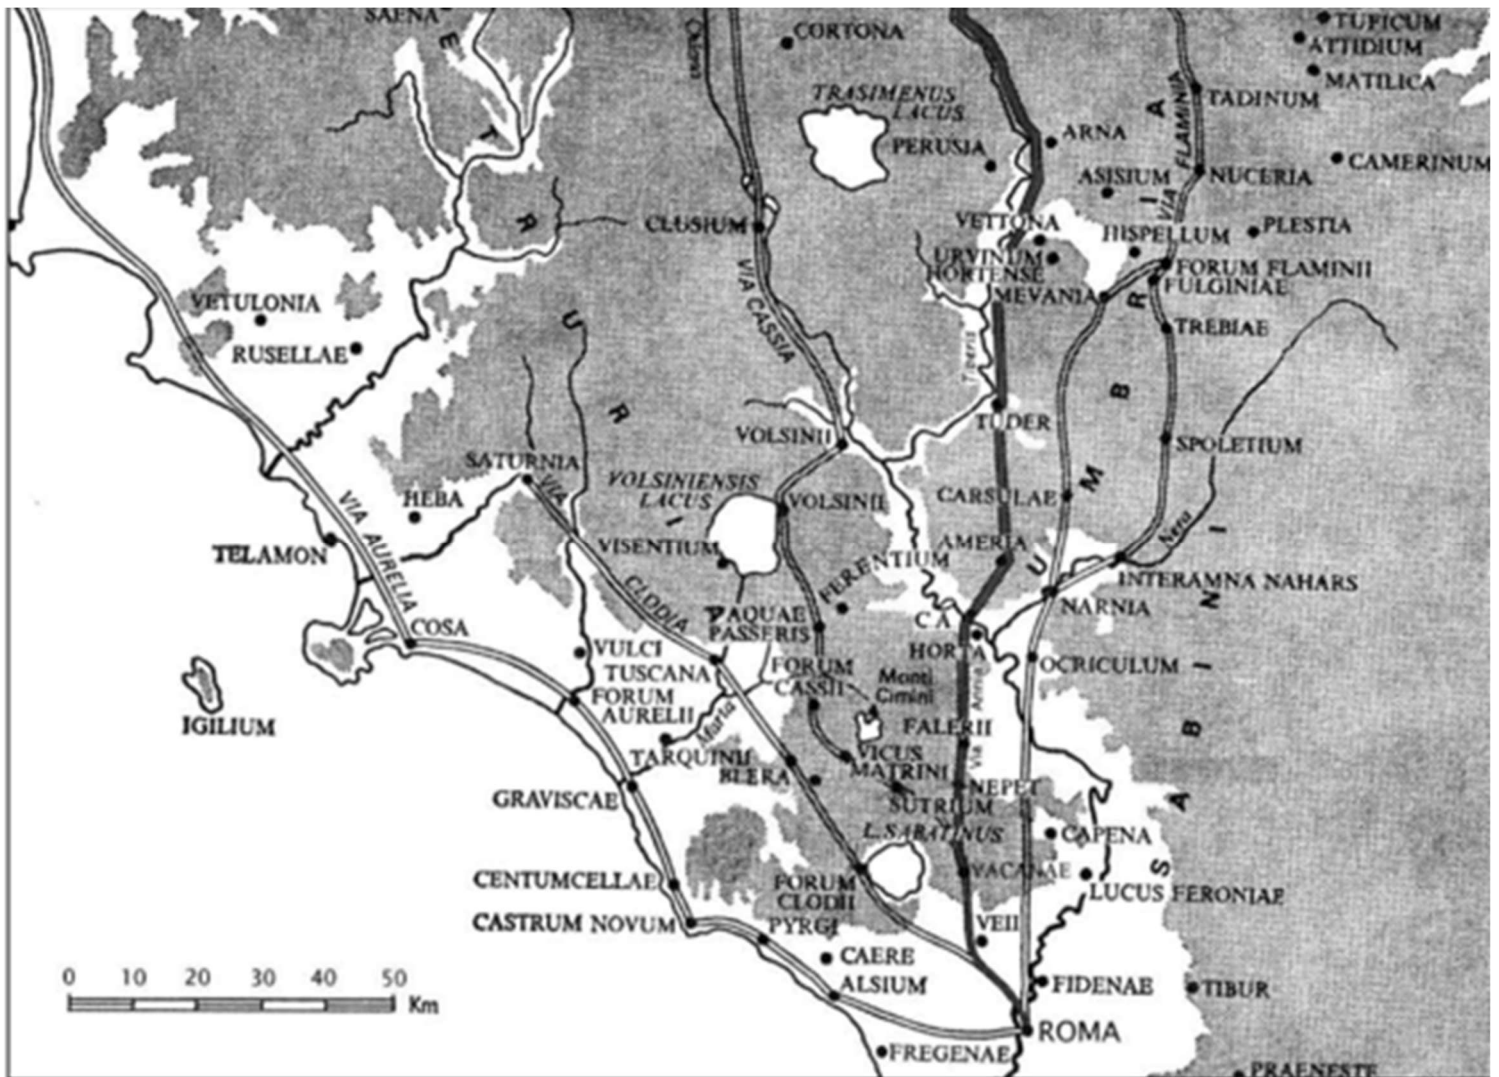 SAENA
CORTONA
TUFICUM
ATTIDIUM
MATILICA
TADINUM
TRASIMENUS
LACUS
PERUSIA
ARNA
VIA FLAMINIA
CAMERINUM
ASISIUM
NUCERIA
CLUSIUM
VETTONA
HISPELLUM
PLESTIA
URVINUM
HORTENSE
FORUM FLAMINII
FULGINIAE
MEVANIA
VETULONIA
TREBIAE
RUSELLAE
VIA CASSIA
Tiberis
ETRURIA
UMBRIA
TUDER
VOLSINII
SPOLETIUM
SATURNIA
VOLSINIENSIS
LACUS
HEBA
VOLSINII
CARSULAE
VIA AURELIA
VIA CLODIA
Nera
TELAMON
VISENTIUM
FERENTIUM
AMERIA
INTERAMNA NAHARS
NARNIA
AQUAE
PASSERIS
COSA
C A
HORTA
VULCI
TUSCANA
FORUM
CASSII
Monti
Cimini
OCRICULUM
IGILIUM
FORUM
AURELII
Marta
Via Annia
FALERII
TARQUINII
BLERA
VICUS
MATRINI
NEPET
GRAVISCAE
SUTRIUM
SABINI
L. SABATINUS
CAPENA
CENTUMCELLAE
FORUM
CLODII
VACANAE
LUCUS FERONIAE
CASTRUM NOVUM
PYRGI
VEII
CAERE
ALSIUM
FIDENAE
TIBUR
0 10 20 30 40 50
Km
ROMA
FREGENAE
PRAENESTE